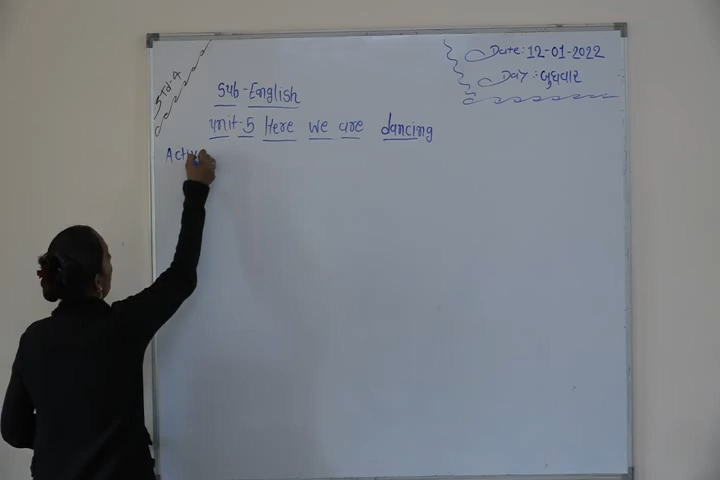 STD-4
Date: 12-01-2022
Day: બુધવાર
Sub-English
unit-5 Here we are dancing